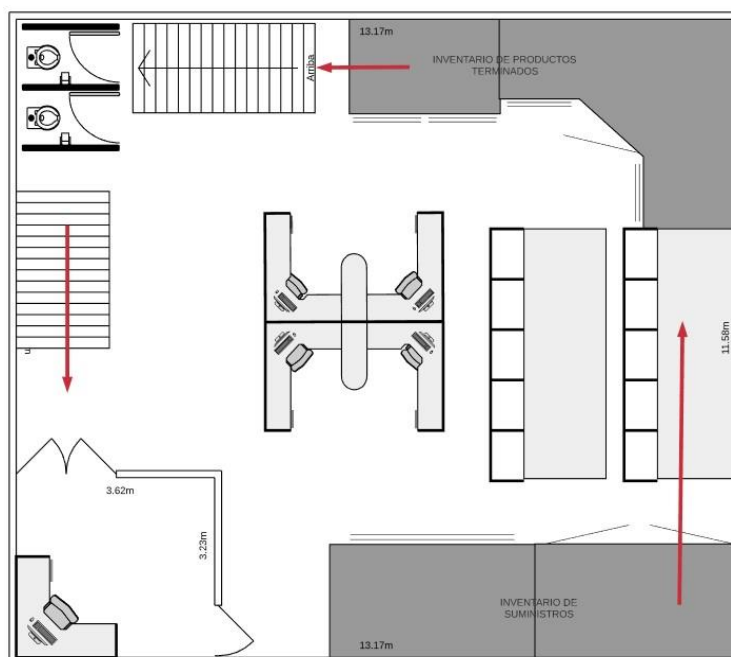 13.17m
INVENTARIO DE PRODUCTOS
TERMINADOS
Arriba
11.58m
3.62m
3.23m
INVENTARIO DE
SUMINISTROS
13.17m